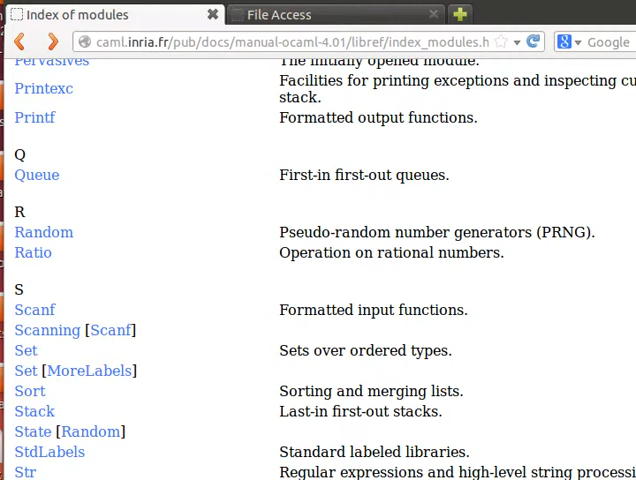 Index of modules
File Access
caml.inria.fr/pub/docs/manual-ocaml-4.01/libref/index_modules.h
Google
Pervasives The initially opened module.
Printexc Facilities for printing exceptions and inspecting cu
stack.
Printf Formatted output functions.
Q
Queue First-in first-out queues.
R
Random Pseudo-random number generators (PRNG).
Ratio Operation on rational numbers.
S
Scanf Formatted input functions.
Scanning [Scanf]
Set Sets over ordered types.
Set [MoreLabels]
Sort Sorting and merging lists.
Stack Last-in first-out stacks.
State [Random]
StdLabels Standard labeled libraries.
Str Regular expressions and high-level string processi